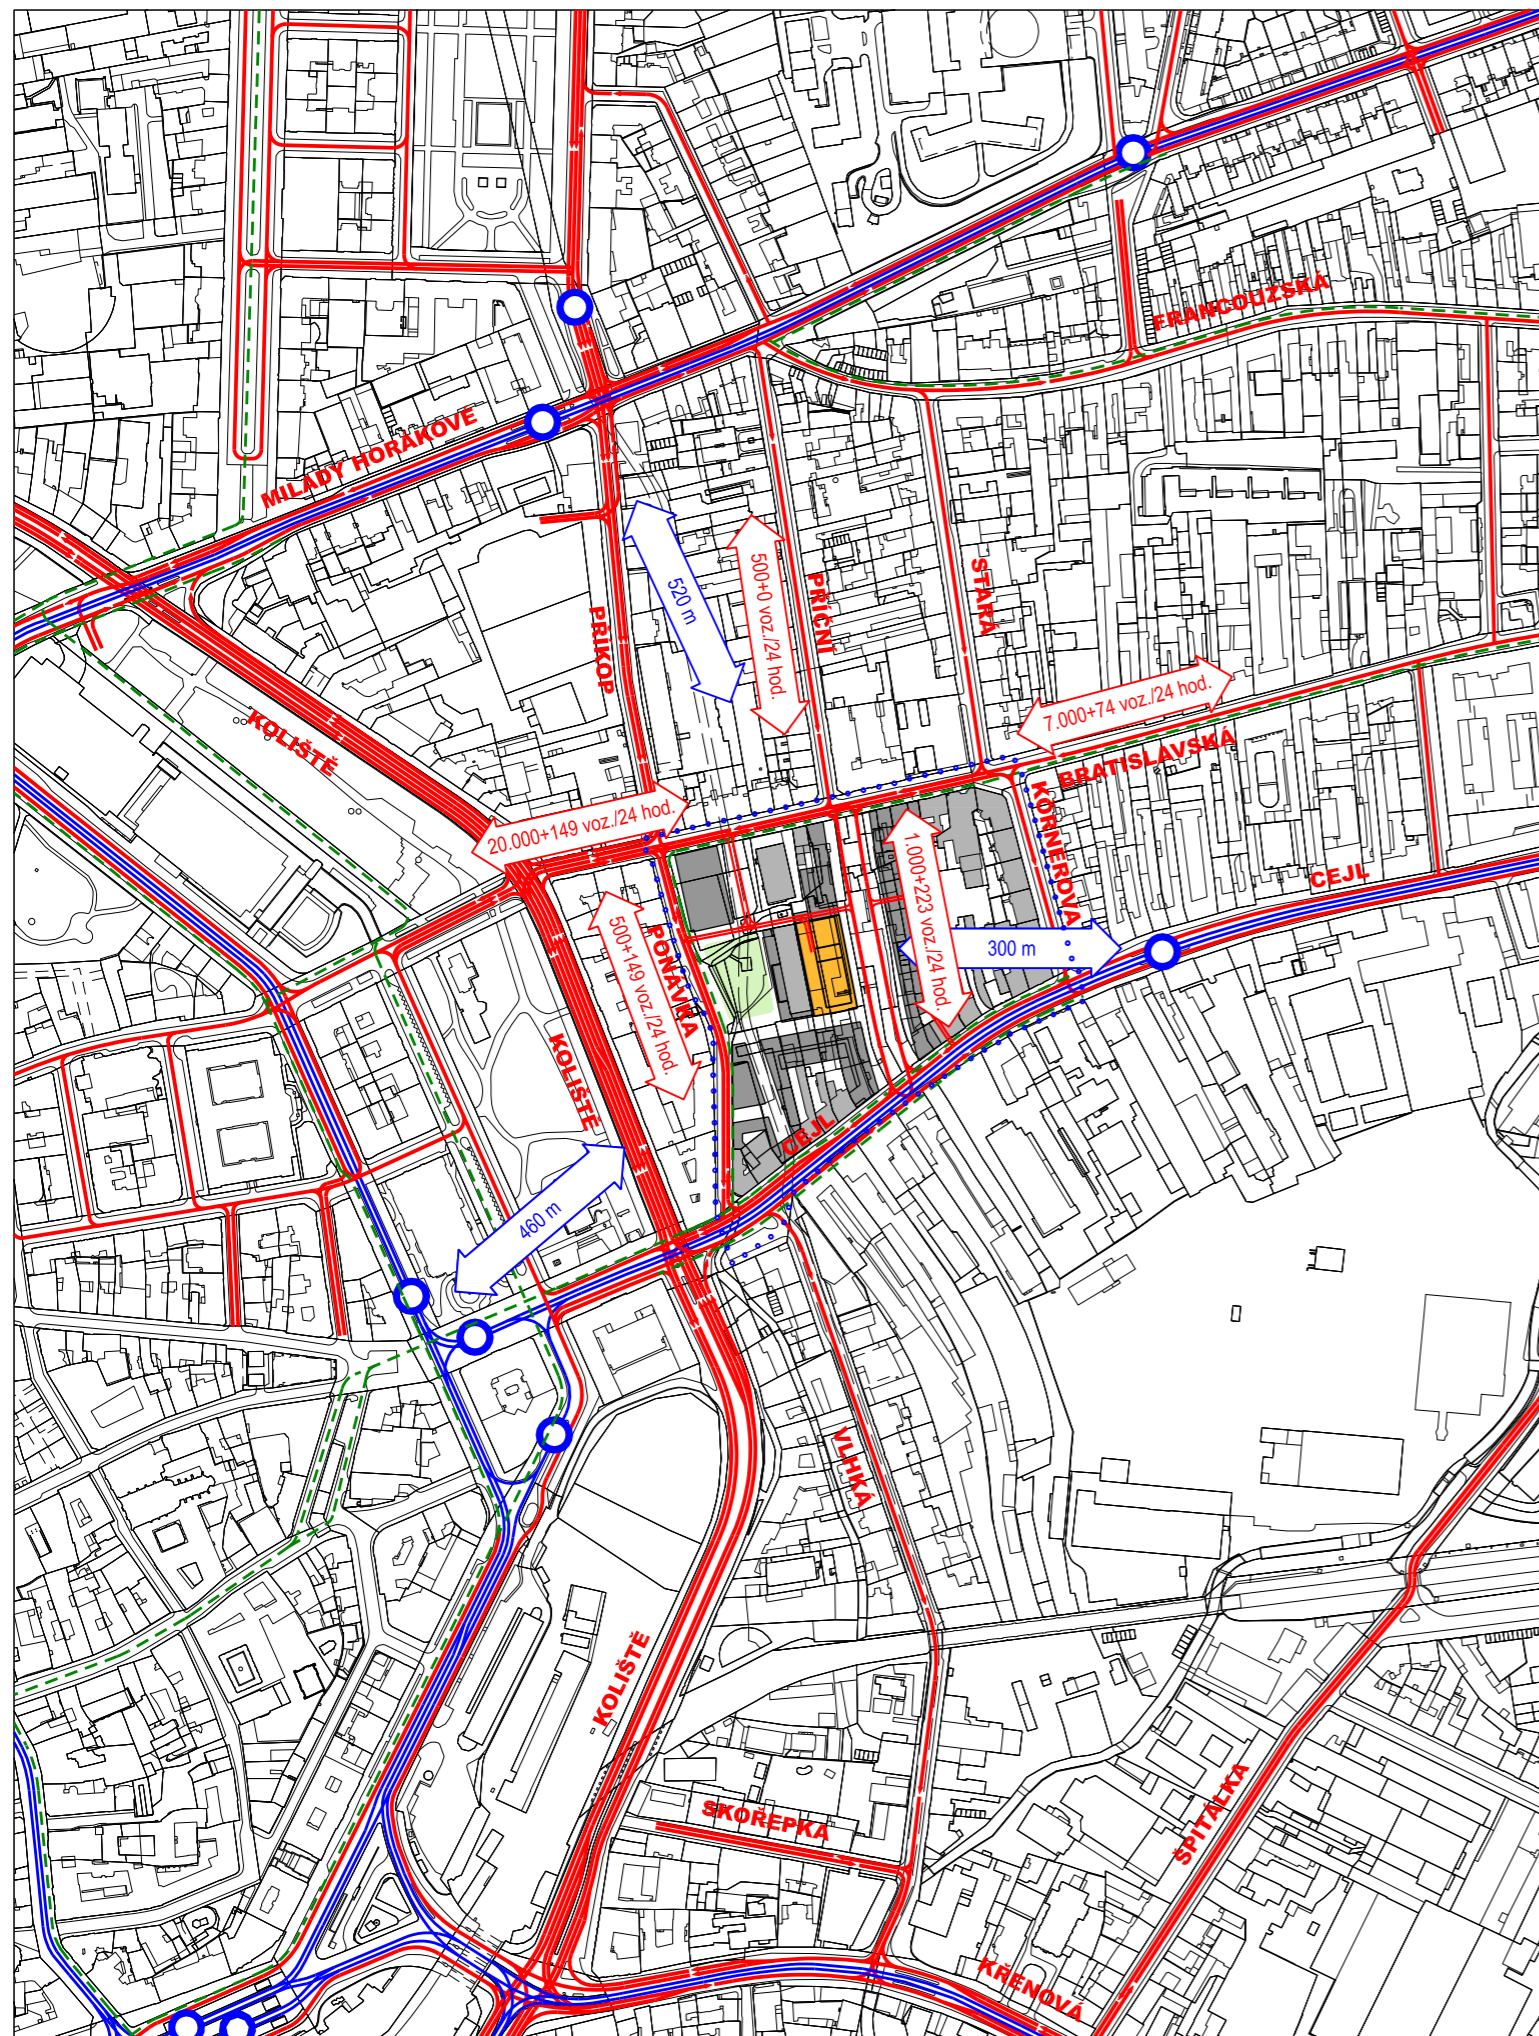 FRANCOUZSKÁ
MILADY HORÁKOVÉ
520 m
500+0 voz./24 hod.
PŘÍČNÍ
STARÁ
PŘÍKOP
7.000+74 voz./24 hod.
BRATISLAVSKÁ
KOLIŠTĚ
20.000+149 voz./24 hod.
KÖRNEROVA
CEJL
1.000+223 voz./24 hod.
500+149 voz./24 hod.
PONÁVKA
300 m
KOLIŠTĚ
CEJL
460 m
VLHKÁ
KOLIŠTĚ
SKOŘEPKA
ŠPITÁLKA
KŘENOVÁ